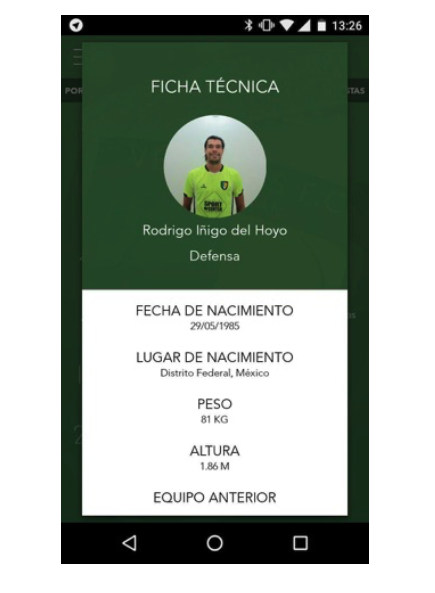 13:26
POR
TAS
FICHA TÉCNICA
SPORT
Rodrigo Iñigo del Hoyo
Defensa
FECHA DE NACIMIENTO
29/05/1985
LUGAR DE NACIMIENTO
Distrito Federal, México
PESO
81 KG
ALTURA
1.86 M
EQUIPO ANTERIOR